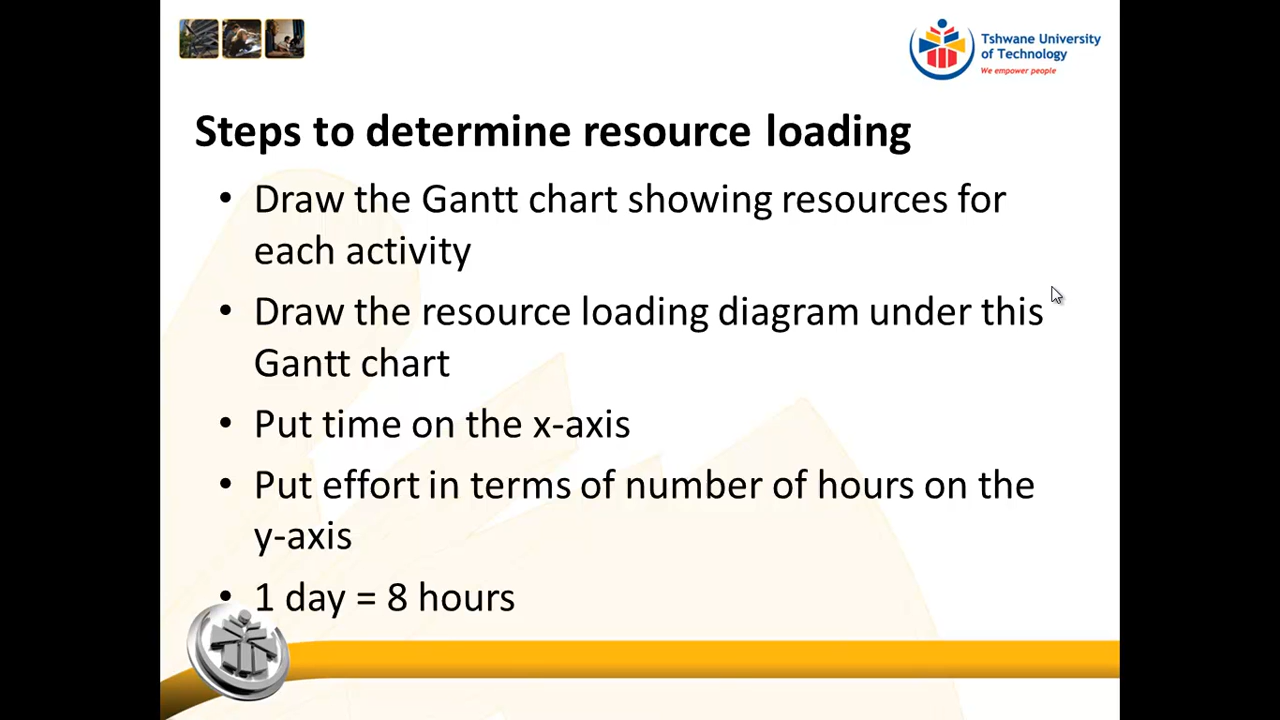 Tshwane University
of Technology
We empower people
Steps to determine resource loading
• Draw the Gantt chart showing resources for
each activity
• Draw the resource loading diagram under this
Gantt chart
• Put time on the x-axis
• Put effort in terms of number of hours on the
y-axis
• 1 day = 8 hours